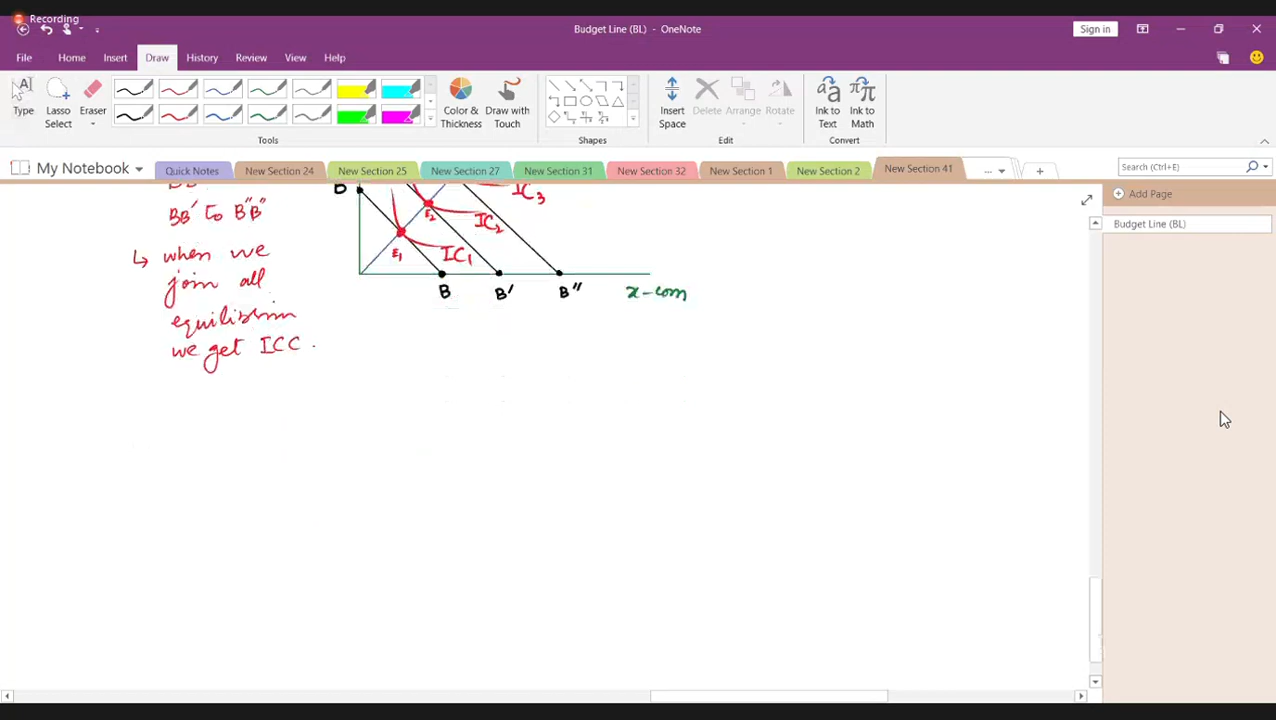 Recording
Budget Line (BL) - OneNote
Sign in
File Home Insert Draw History Review View Help
Type
Lasso Select
Eraser
Color & Thickness
Draw with Touch
Insert Space
Delete
Arrange
Rotate
Ink to Text
Ink to Math
Tools
Shapes
Edit
Convert
My Notebook
Quick Notes
New Section 24
New Section 25
New Section 27
New Section 31
New Section 32
New Section 1
New Section 2
New Section 41
...
Search (Ctrl+E)
Add Page
Budget Line (BL)
BB' to B"B"
↳ when we
join all
equilibrium
we get ICC.
B
IC3
E2
IC2
E1
IC1
B
B'
B"
x-com